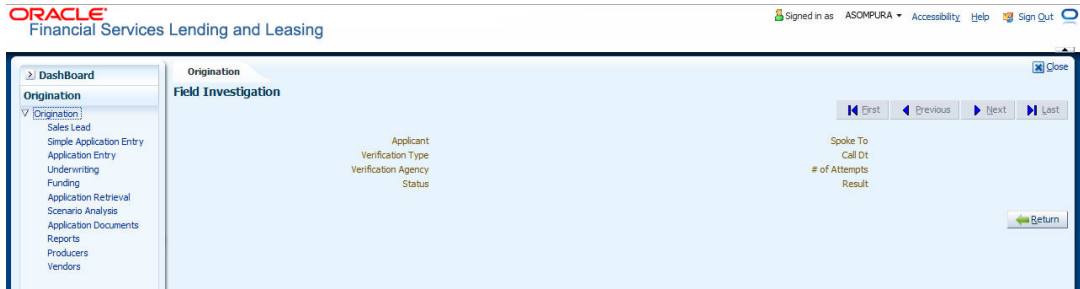 ORACLE®
Financial Services Lending and Leasing
Signed in as ASOMPURA Accessibility Help Sign Out
DashBoard
Origination
Origination
Sales Lead
Simple Application Entry
Application Entry
Underwriting
Funding
Application Retrieval
Scenario Analysis
Application Documents
Reports
Producers
Vendors
Origination
Close
Field Investigation
First Previous Next Last
Applicant
Verification Type
Verification Agency
Status
Spoke To
Call Dt
# of Attempts
Result
Return